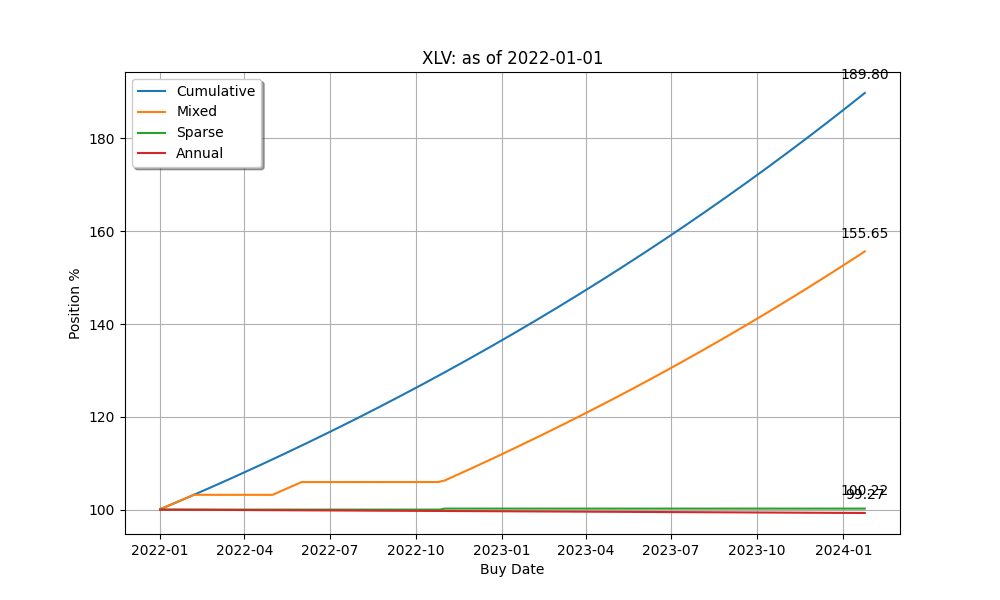 XLV: as of 2022-01-01
189.80
Cumulative
Mixed
Sparse
Annual
180
160
155.65
140
120
100
100.22
99.27
2022-01 2022-04 2022-07 2022-10 2023-01 2023-04 2023-07 2023-10 2024-01
Buy Date
Position %